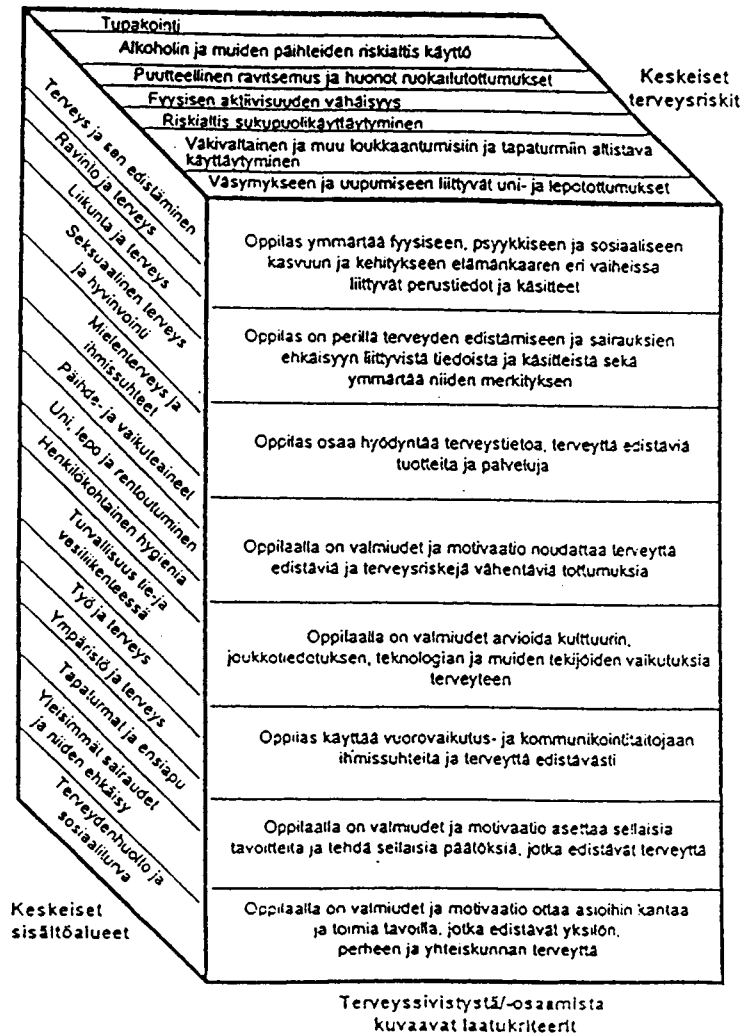 Tupakointi
Alkoholin ja muiden päihteiden riskialtis käyttö
Puutteellinen ravitsemus ja huonot ruokailutottumukset
Fyysisen aktiivisuuden vähäisyys
Riskialtis sukupuolikäyttäytyminen
Väkivaltainen ja muu loukkaantumisiin ja tapaturmiin altistava
käyttäytyminen
Väsymykseen ja uupumiseen liittyvät uni- ja lepotottumukset
Keskeiset
terveysriskit
Terveys ja sen edistäminen
Ravinto ja terveys
Liikunta ja terveys
Seksuaalinen terveys
ja hyvinvointi
Mielenterveys ja
ihmissuhteet
Päihde- ja vaikuteaineet
Uni, lepo ja rentoutuminen
Henkilökohtainen hygienia
Turvallisuus tie-ja
vesiliikenteessä
Työ ja terveys
Ympäristö ja terveys
Tapaturmat ja ensiapu
Yleisimmät sairaudet
ja niiden ehkäisy
Terveydenhuolto ja
sosiaaliturva
Keskeiset
sisältöalueet
Oppilas ymmärtää fyysiseen, psyykkiseen ja sosiaaliseen
kasvuun ja kehitykseen elämänkaaren eri vaiheissa
liittyvät perustiedot ja käsitteet
Oppilas on perillä terveyden edistämiseen ja sairauksien
ehkäisyyn liittyvistä tiedoista ja käsitteistä sekä
ymmärtää niiden merkityksen
Oppilas osaa hyödyntää terveystietoa, terveyttä edistäviä
tuotteita ja palveluja
Oppilaalla on valmiudet ja motivaatio noudattaa terveyttä
edistäviä ja terveysriskejä vähentäviä tottumuksia
Oppilaalla on valmiudet arvioida kulttuurin,
joukkotiedotuksen, teknologian ja muiden tekijöiden vaikutuksia
terveyteen
Oppilas käyttää vuorovaikutus- ja kommunikointitaitojaan
ihmissuhteita ja terveyttä edistävästi
Oppilaalla on valmiudet ja motivaatio asettaa sellaisia
tavoitteita ja tehdä sellaisia päätöksiä, jotka edistävät terveyttä
Oppilaalla on valmiudet ja motivaatio ottaa asioihin kantaa
ja toimia tavoilla, jotka edistävät yksilön,
perheen ja yhteiskunnan terveyttä
Terveyssivistystä/-osaamista
kuvaavat laatukriteerit